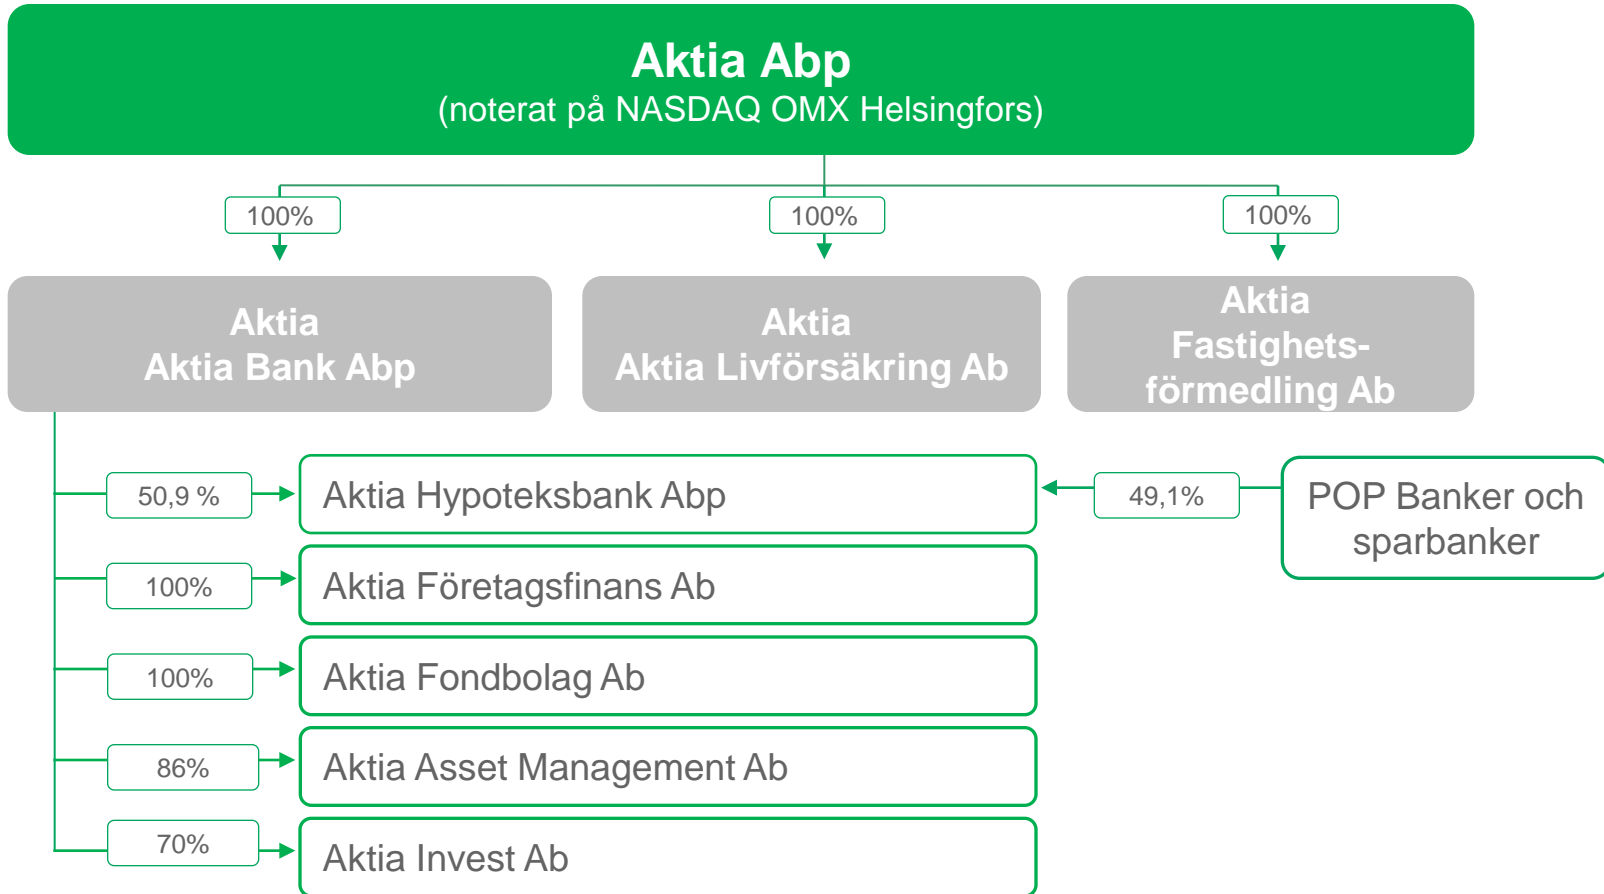 Aktia Abp
(noterat på NASDAQ OMX Helsingfors)
100%
100%
100%
Aktia
Aktia Bank Abp
Aktia
Aktia Livförsäkring Ab
Aktia
Fastighets-
förmedling Ab
50,9 %
Aktia Hypoteksbank Abp
49,1%
POP Banker och
sparbanker
100%
Aktia Företagsfinans Ab
100%
Aktia Fondbolag Ab
86%
Aktia Asset Management Ab
70%
Aktia Invest Ab